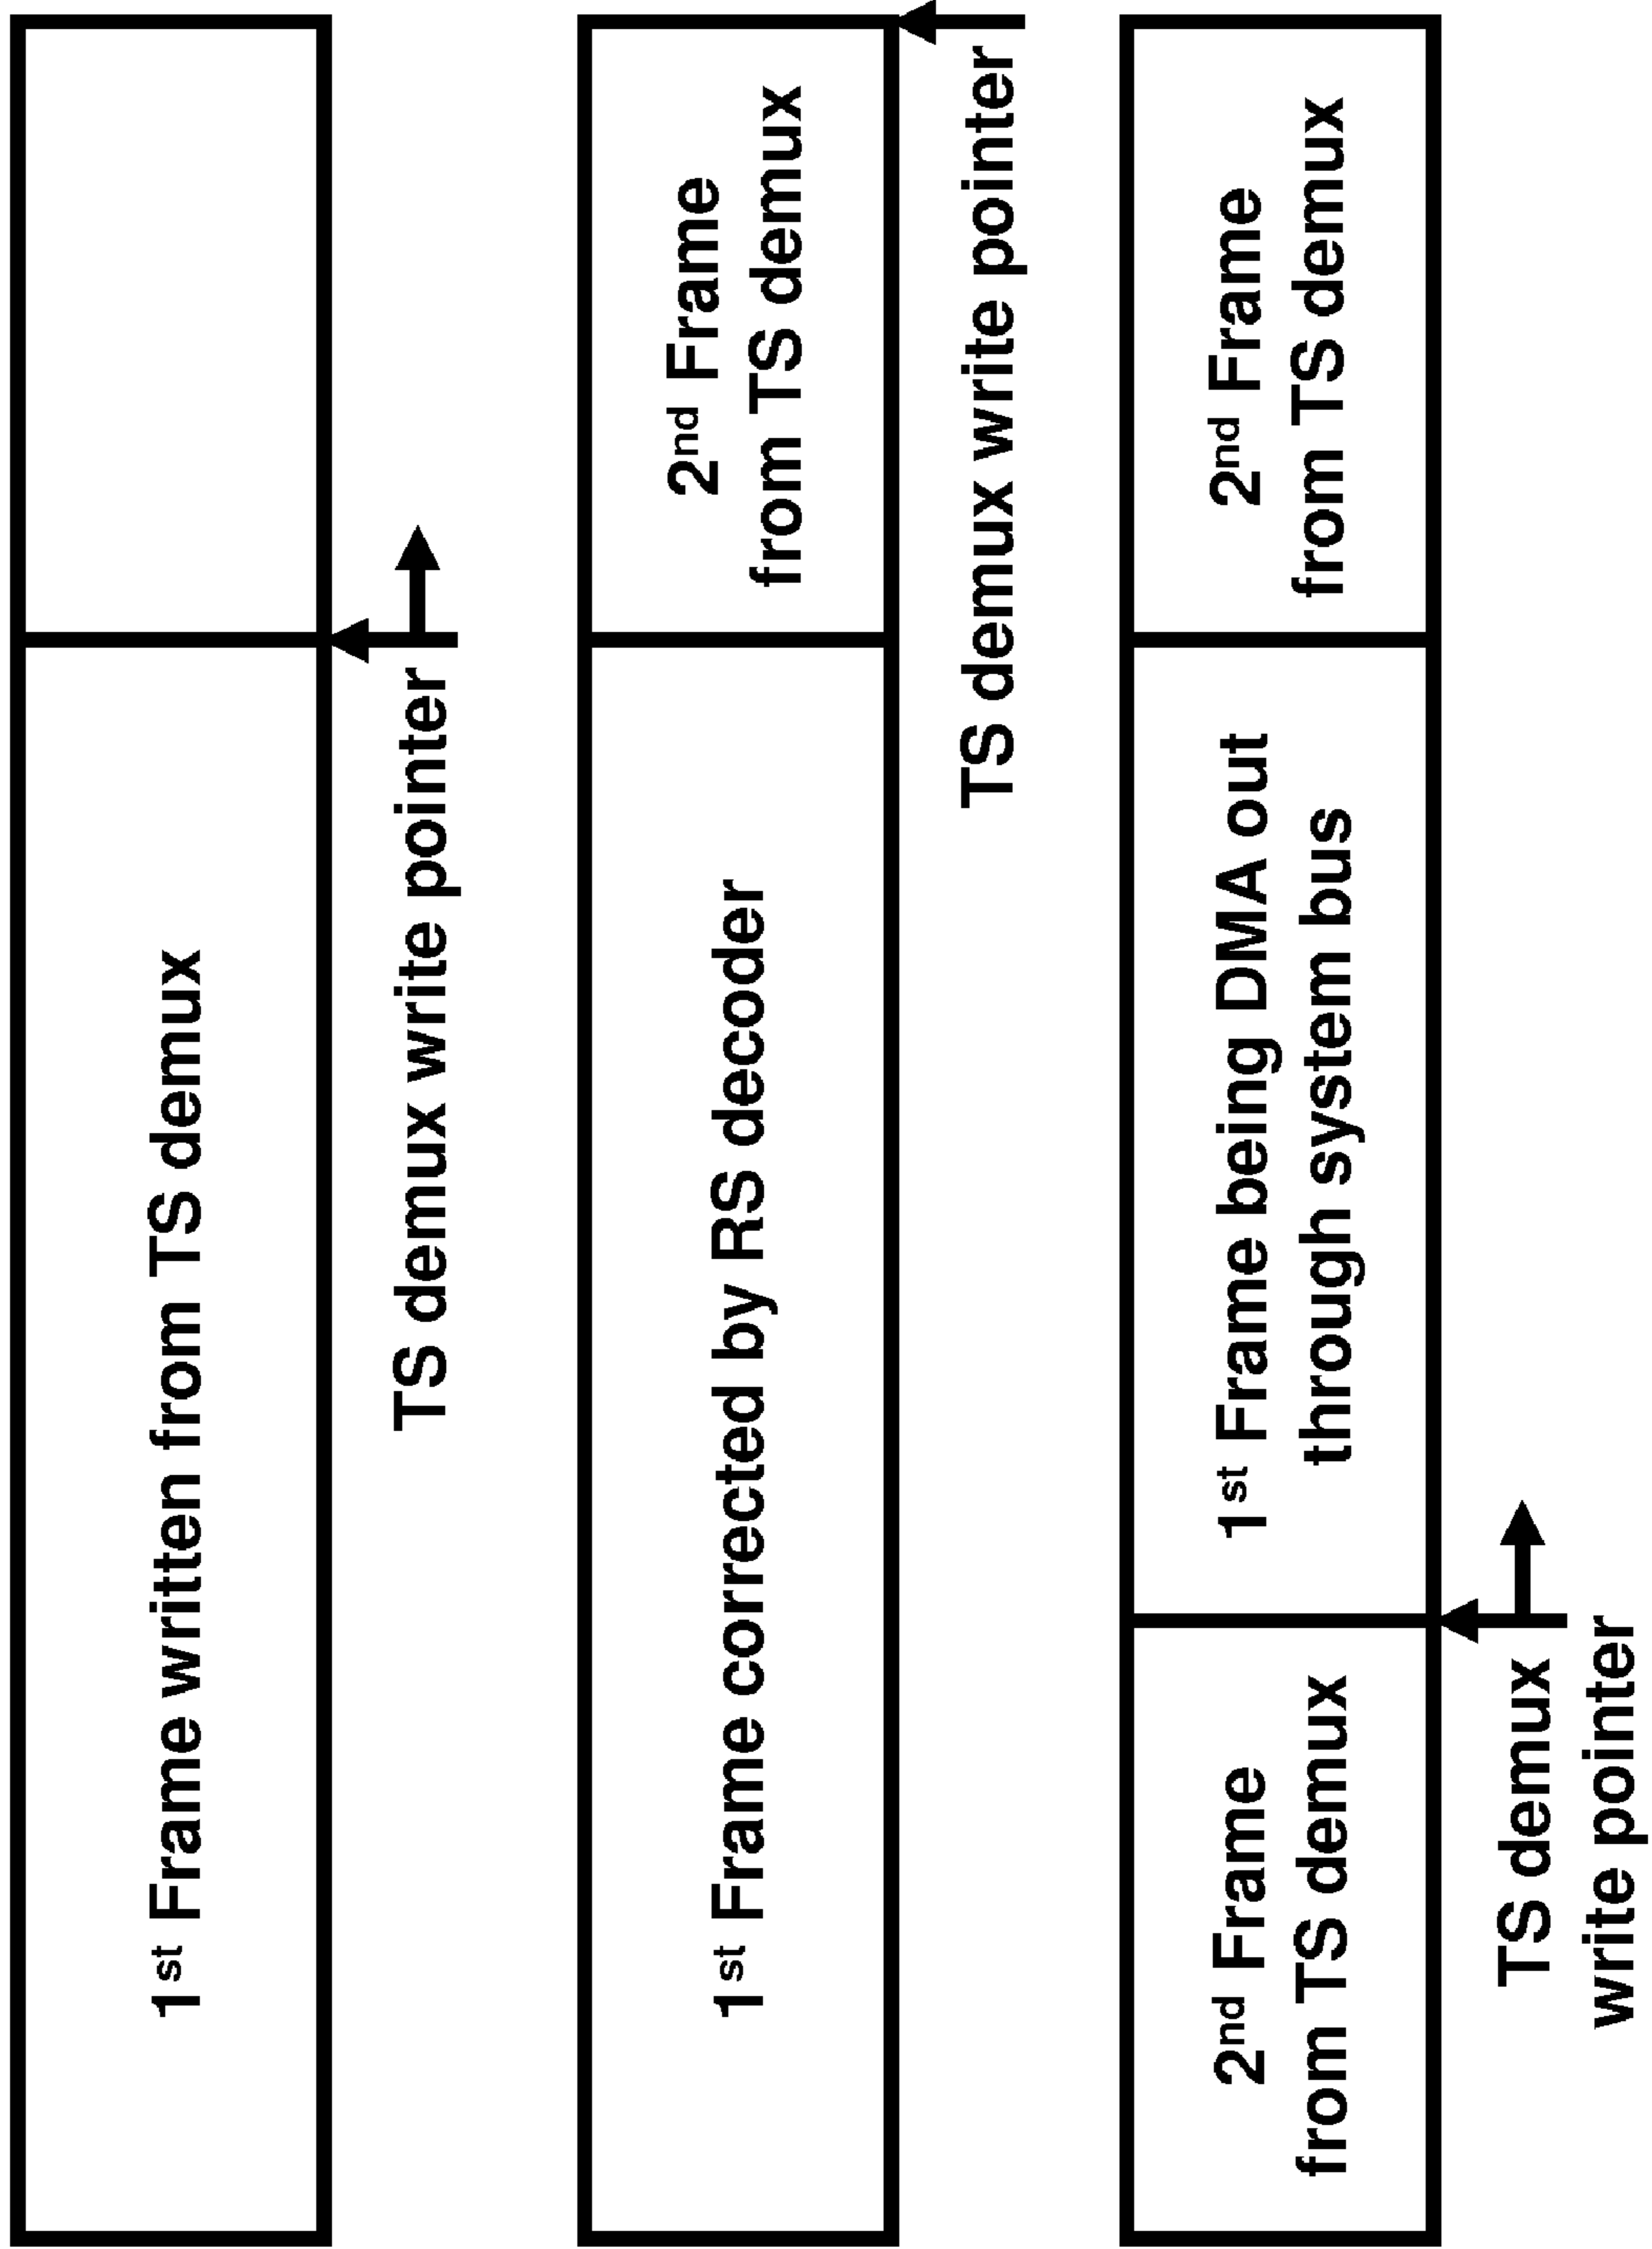 1st Frame written from TS demux
TS demux write pointer
1st Frame corrected by RS decoder
2nd Frame
from TS demux
TS demux write pointer
2nd Frame
from TS demux
1st Frame being DMA out
through system bus
2nd Frame
from TS demux
TS demux
write pointer